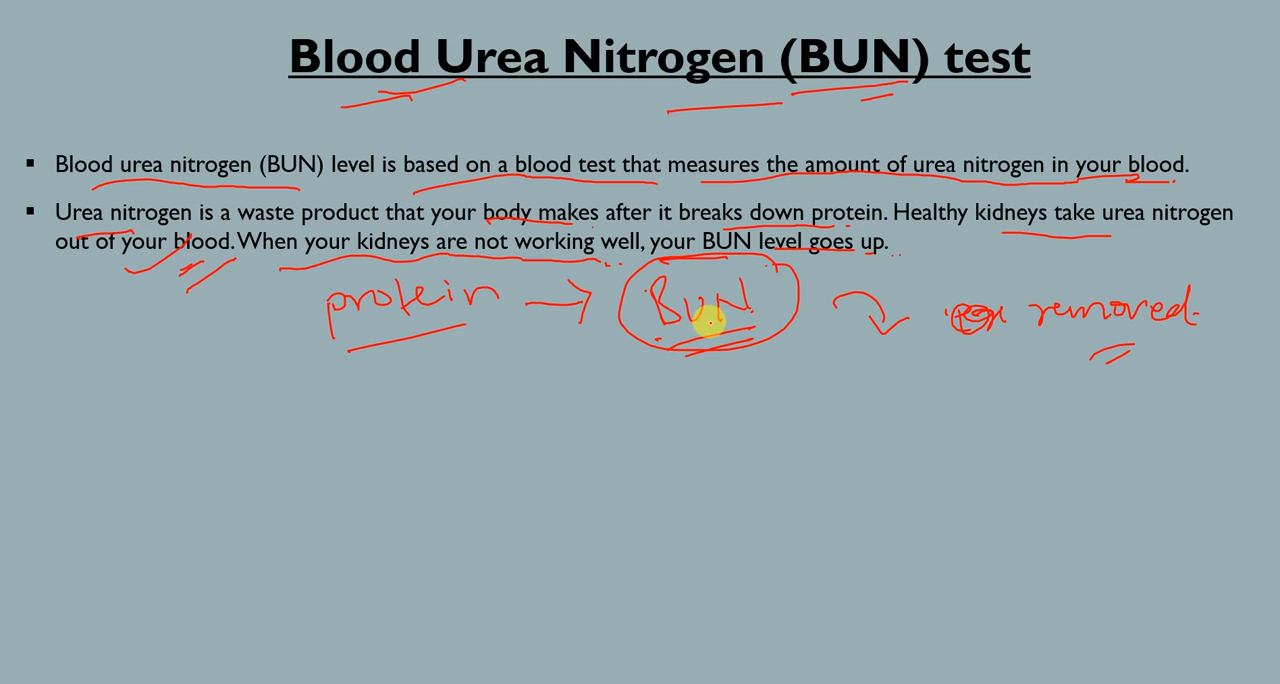 Blood Urea Nitrogen (BUN) test
▪ Blood urea nitrogen (BUN) level is based on a blood test that measures the amount of urea nitrogen in your blood.
▪ Urea nitrogen is a waste product that your body makes after it breaks down protein. Healthy kidneys take urea nitrogen
out of your blood. When your kidneys are not working well, your BUN level goes up.
protein → BUN removed.